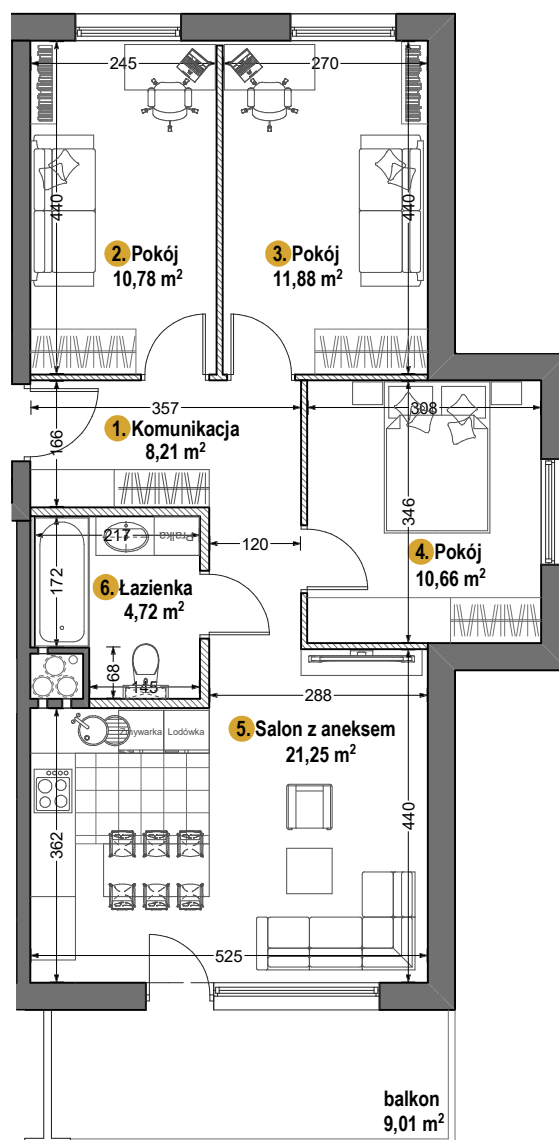 245
270
440
440
2. Pokój
10,78 m²
3. Pokój
11,88 m²
357
308
166
1. Komunikacja
8,21 m²
346
217
Pralka
120
4. Pokój
10,66 m²
172
6. Łazienka
4,72 m²
68
145
288
5. Salon z aneksem
21,25 m²
Zmywarka
Lodówka
362
440
525
balkon
9,01 m²